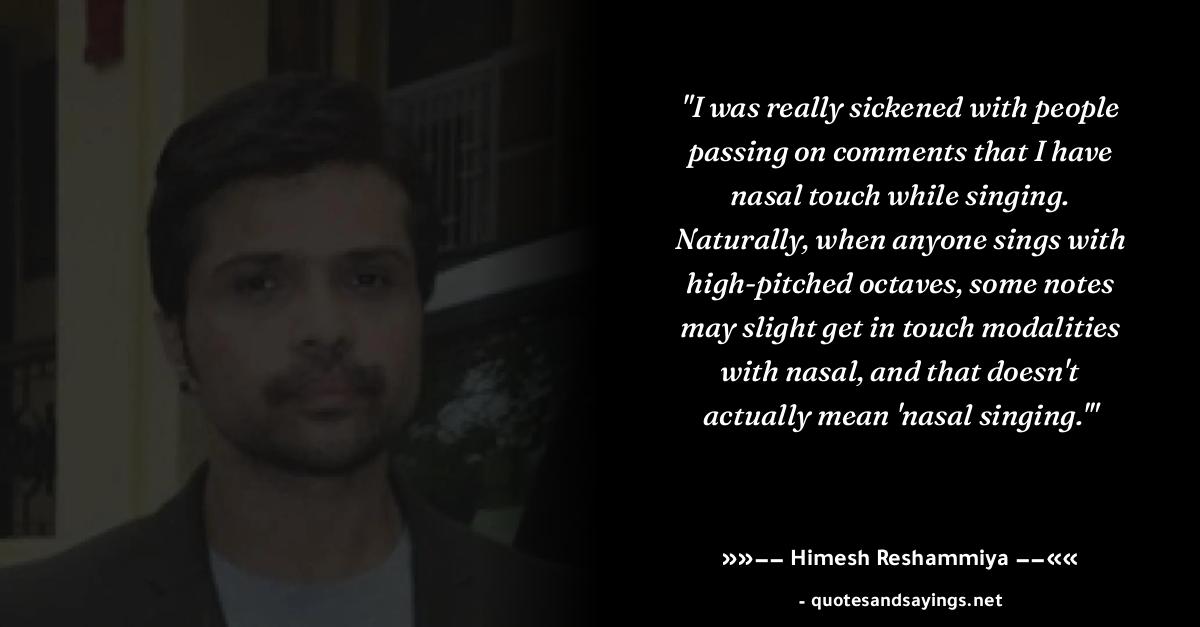 "I was really sickened with people
passing on comments that I have
nasal touch while singing.
Naturally, when anyone sings with
high-pitched octaves, some notes
may slight get in touch modalities
with nasal, and that doesn't
actually mean 'nasal singing.'"
»»–– Himesh Reshammiya ––««
- quotesandsayings.net